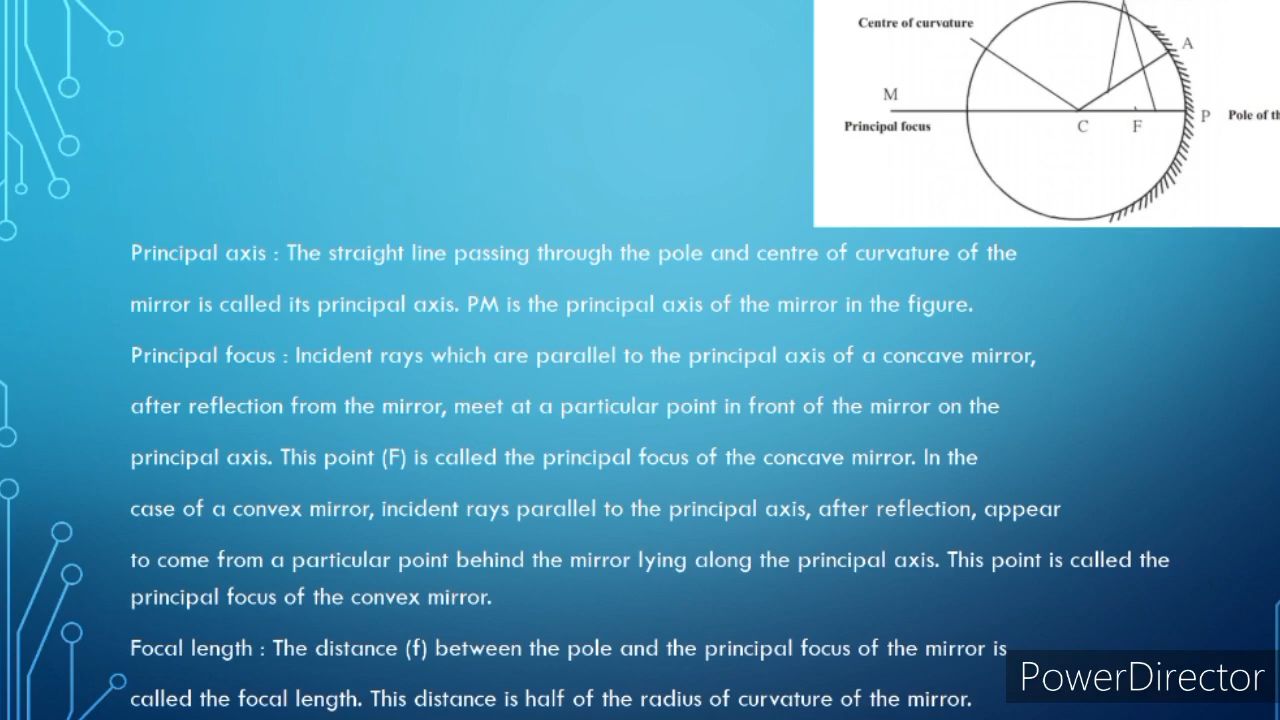 Centre of curvature
A
M
P Pole of th
Principal focus
C F
Principal axis : The straight line passing through the pole and centre of curvature of the
mirror is called its principal axis. PM is the principal axis of the mirror in the figure.
Principal focus : Incident rays which are parallel to the principal axis of a concave mirror,
after reflection from the mirror, meet at a particular point in front of the mirror on the
principal axis. This point (F) is called the principal focus of the concave mirror. In the
case of a convex mirror, incident rays parallel to the principal axis, after reflection, appear
to come from a particular point behind the mirror lying along the principal axis. This point is called the
principal focus of the convex mirror.
Focal length : The distance (f) between the pole and the principal focus of the mirror is
called the focal length. This distance is half of the radius of curvature of the mirror.
PowerDirector